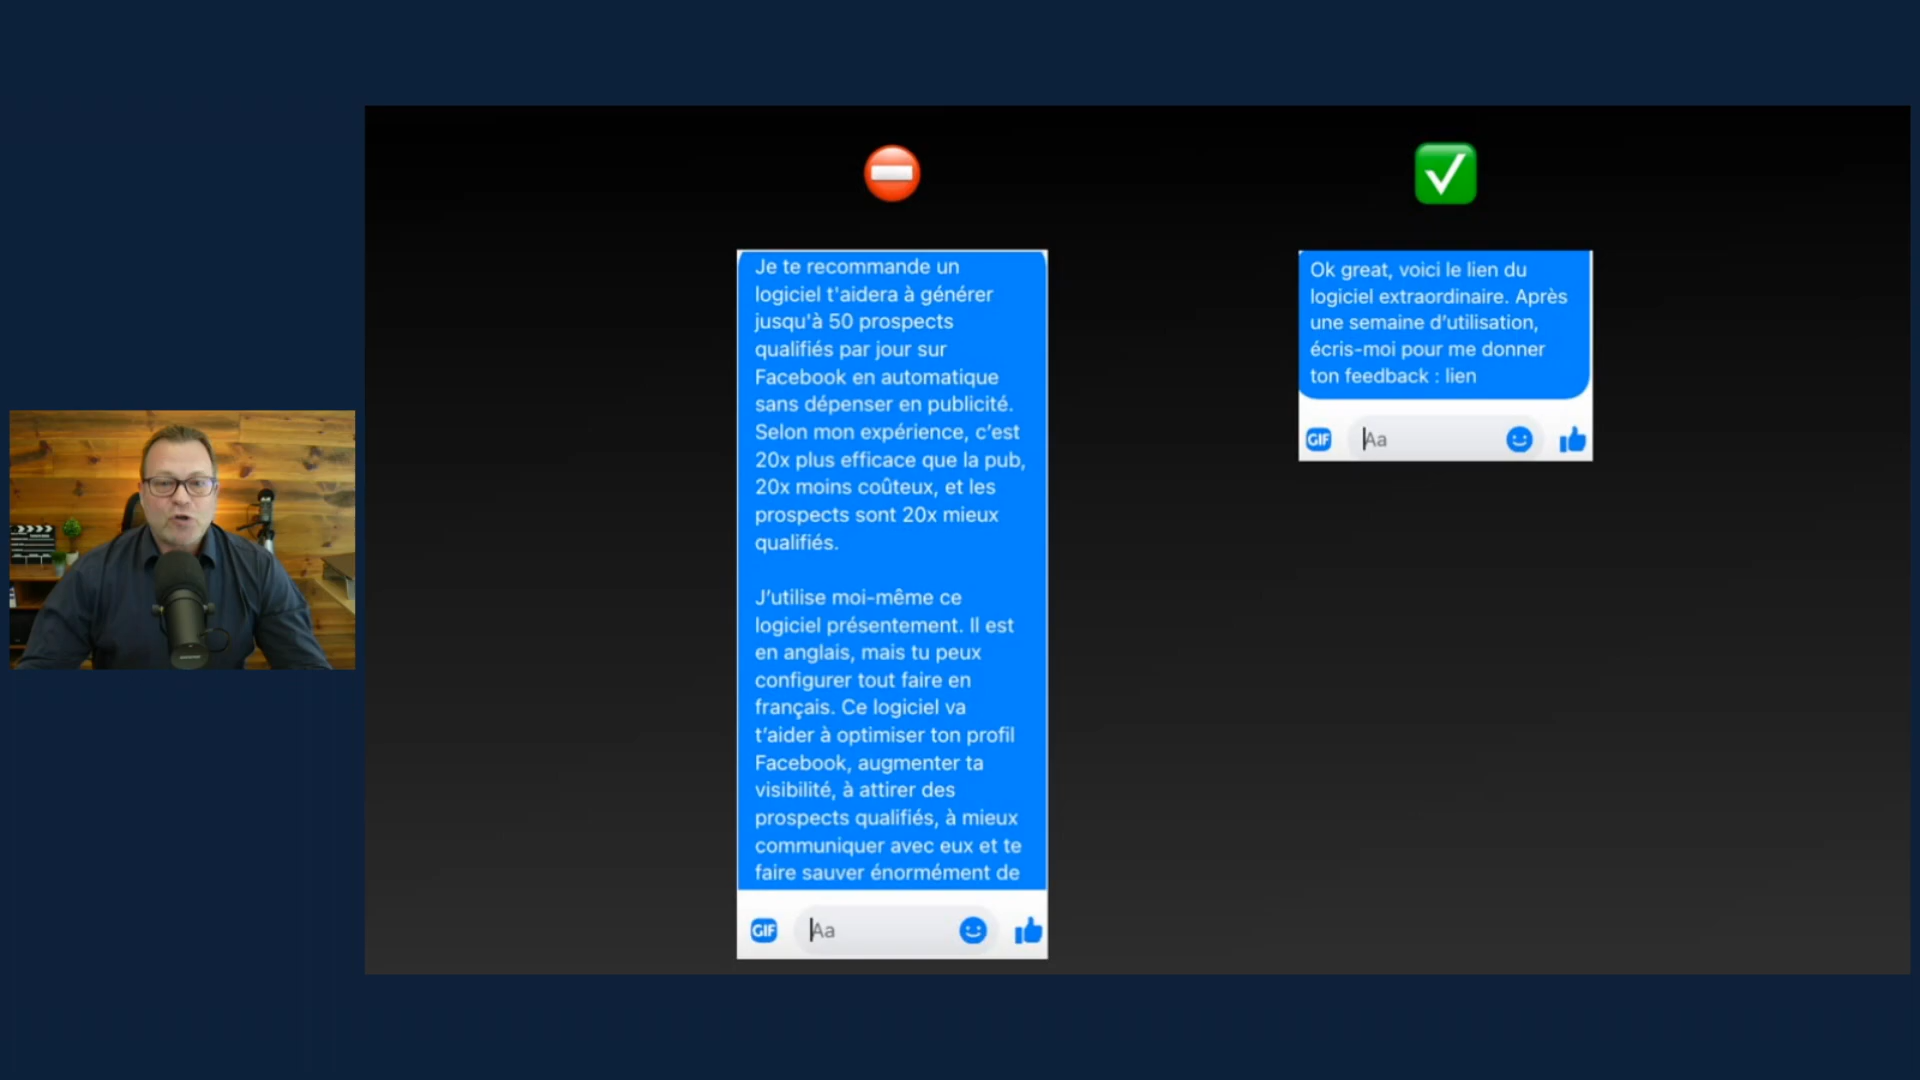 Je te recommande un
logiciel t'aidera à générer
jusqu'à 50 prospects
qualifiés par jour sur
Facebook en automatique
sans dépenser en publicité.
Selon mon expérience, c’est
20x plus efficace que la pub,
20x moins coûteux, et les
prospects sont 20x mieux
qualifiés.
J’utilise moi-même ce
logiciel présentement. Il est
en anglais, mais tu peux
configurer tout faire en
français. Ce logiciel va
t’aider à optimiser ton profil
Facebook, augmenter ta
visibilité, à attirer des
prospects qualifiés, à mieux
communiquer avec eux et te
faire sauver énormément de
GIF
Aa
Ok great, voici le lien du
logiciel extraordinaire. Après
une semaine d’utilisation,
écris-moi pour me donner
ton feedback : lien
GIF
Aa